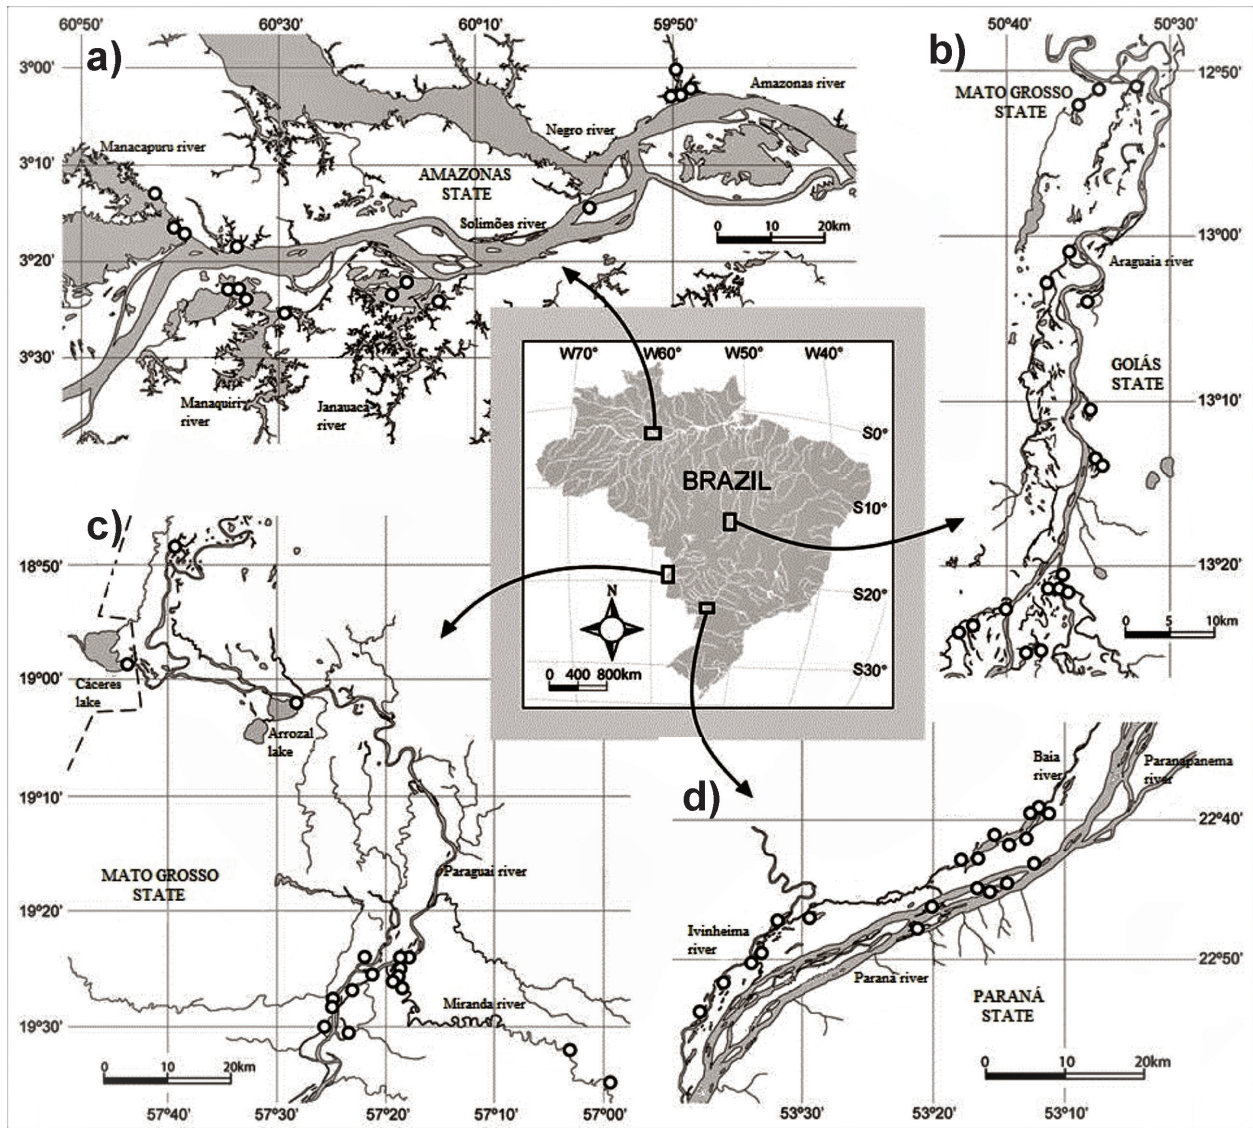 60°50'
60°30'
60°10'
59°50'
a)
3°00'
3°10'
3°20'
3°30'
Manacapuru river
Negro river
Amazonas river
AMAZONAS
STATE
Solimões river
0 10 20km
Manaquiri
river
Janauacá
river
b)
50°40'
50°30'
12°50'
13°00'
13°10'
13°20'
MATO GROSSO
STATE
Araguaia river
GOIÁS
STATE
0 5 10km
W70° W60° W50° W40°
S0°
S10°
S20°
S30°
BRAZIL
N
0 400 800km
c)
18°50'
19°00'
19°10'
19°20'
19°30'
Cáceres
lake
Arrozal
lake
MATO GROSSO
STATE
Paraguai river
Miranda river
0 10 20km
57°40'
57°30'
57°20'
57°10'
57°00'
d)
Baia
river
Paranapanema
river
22°40'
22°50'
Ivinheima
river
Paraná river
PARANÁ
STATE
0 10 20km
53°30'
53°20'
53°10'